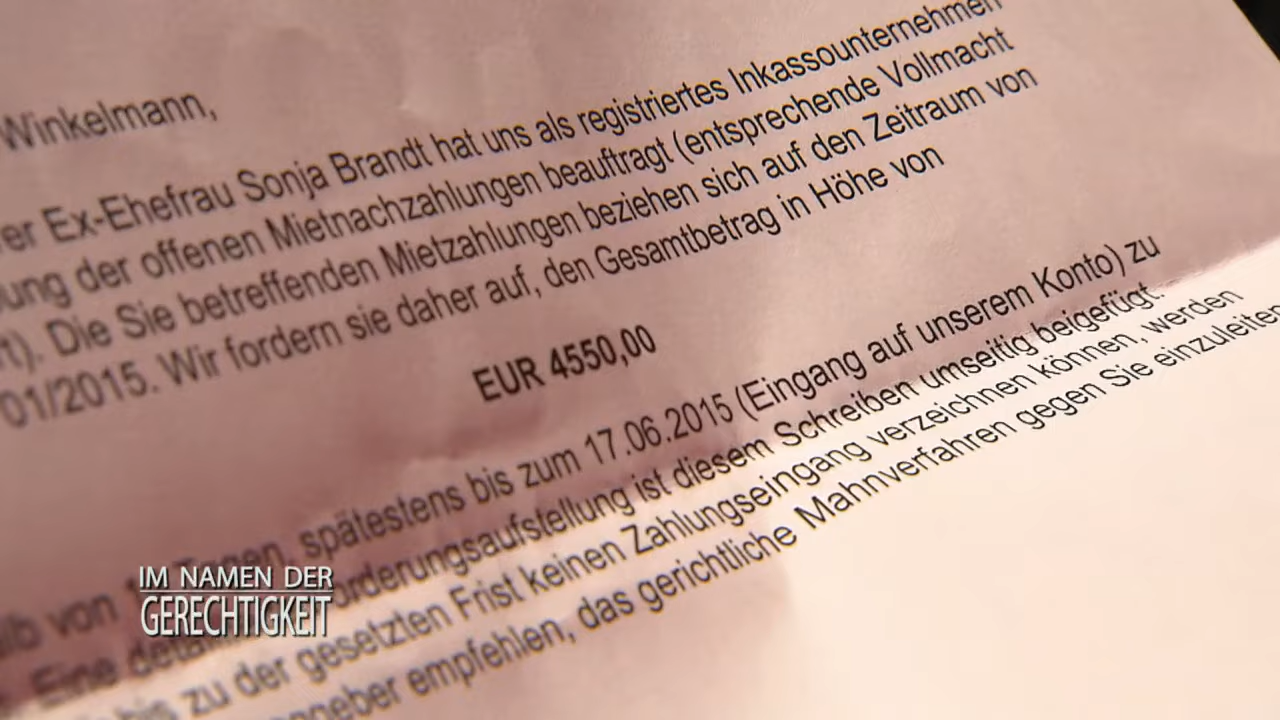 Winkelmann,
er Ex-Ehefrau Sonja Brandt hat uns als registriertes Inkassounternehmen
ung der offenen Mietnachzahlungen beauftragt (entsprechende Vollmacht
t). Die Sie betreffenden Mietzahlungen beziehen sich auf den Zeitraum von
01/2015. Wir fordern sie daher auf, den Gesamtbetrag in Höhe von
EUR 4550,00
von Tagen, spätestens bis zum 17.06.2015 (Eingang auf unserem Konto) zu
Eine orderungsaufstellung ist diesem Schreiben umseitig beigefügt.
bis zu der gesetzten Frist keinen Zahlungseingang verzeichnen können, werden
geber empfehlen, das gerichtliche Mahnverfahren gegen Sie einzuleiten
IM NAMEN DER
GERECHTIGKEIT